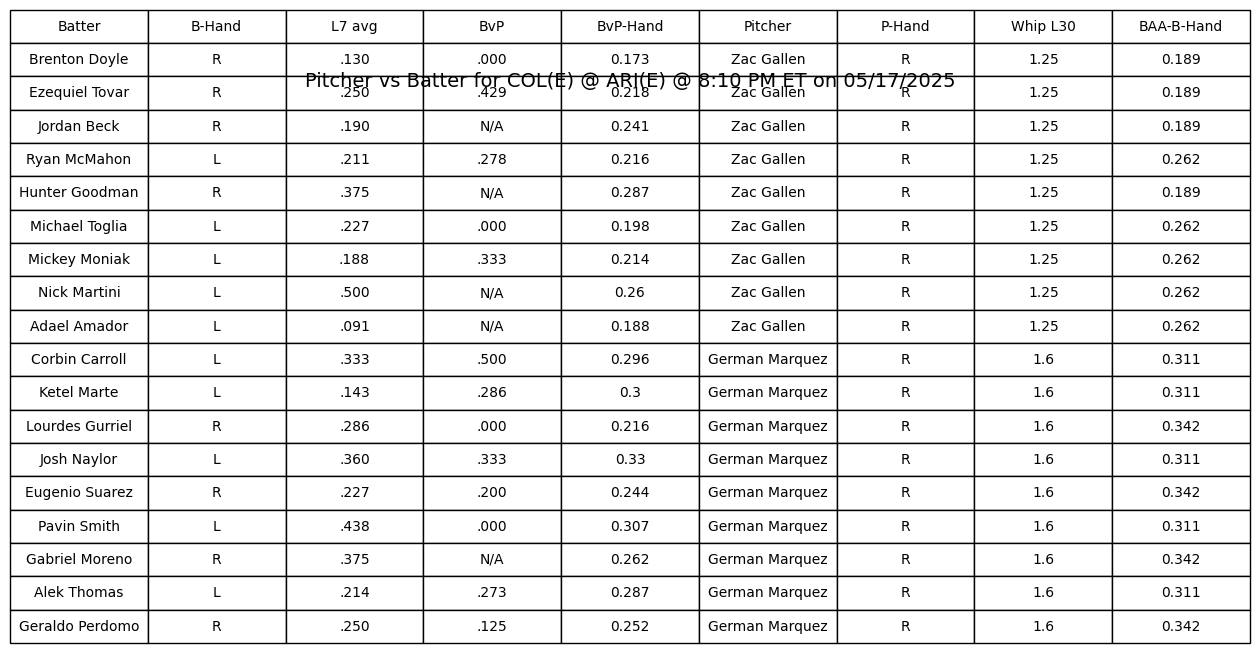 Batter B-Hand L7 avg BvP BvP-Hand Pitcher P-Hand Whip L30 BAA-B-Hand
Brenton Doyle R .130 .000 0.173 Zac Gallen R 1.25 0.189
Pitcher vs Batter for COL(E) @ ARI(E) @ 8:10 PM ET on 05/17/2025
Ezequiel Tovar R .250 .429 0.218 Zac Gallen R 1.25 0.189
Jordan Beck R .190 N/A 0.241 Zac Gallen R 1.25 0.189
Ryan McMahon L .211 .278 0.216 Zac Gallen R 1.25 0.262
Hunter Goodman R .375 N/A 0.287 Zac Gallen R 1.25 0.189
Michael Toglia L .227 .000 0.198 Zac Gallen R 1.25 0.262
Mickey Moniak L .188 .333 0.214 Zac Gallen R 1.25 0.262
Nick Martini L .500 N/A 0.26 Zac Gallen R 1.25 0.262
Adael Amador L .091 N/A 0.188 Zac Gallen R 1.25 0.262
Corbin Carroll L .333 .500 0.296 German Marquez R 1.6 0.311
Ketel Marte L .143 .286 0.3 German Marquez R 1.6 0.311
Lourdes Gurriel R .286 .000 0.216 German Marquez R 1.6 0.342
Josh Naylor L .360 .333 0.33 German Marquez R 1.6 0.311
Eugenio Suarez R .227 .200 0.244 German Marquez R 1.6 0.342
Pavin Smith L .438 .000 0.307 German Marquez R 1.6 0.311
Gabriel Moreno R .375 N/A 0.262 German Marquez R 1.6 0.342
Alek Thomas L .214 .273 0.287 German Marquez R 1.6 0.311
Geraldo Perdomo R .250 .125 0.252 German Marquez R 1.6 0.342